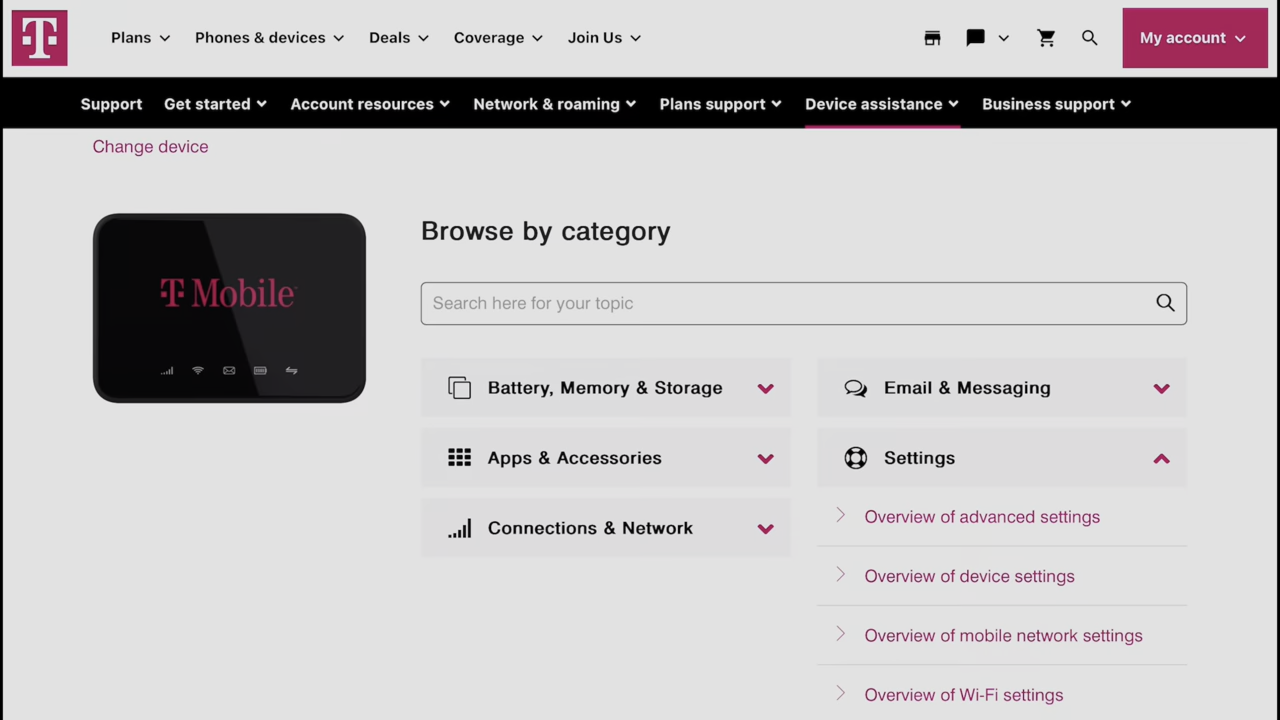 T
Plans
Phones & devices
Deals
Coverage
Join Us
My account
Support
Get started
Account resources
Network & roaming
Plans support
Device assistance
Business support
Change device
T Mobile
Browse by category
Search here for your topic
Battery, Memory & Storage
Apps & Accessories
Connections & Network
Email & Messaging
Settings
Overview of advanced settings
Overview of device settings
Overview of mobile network settings
Overview of Wi-Fi settings